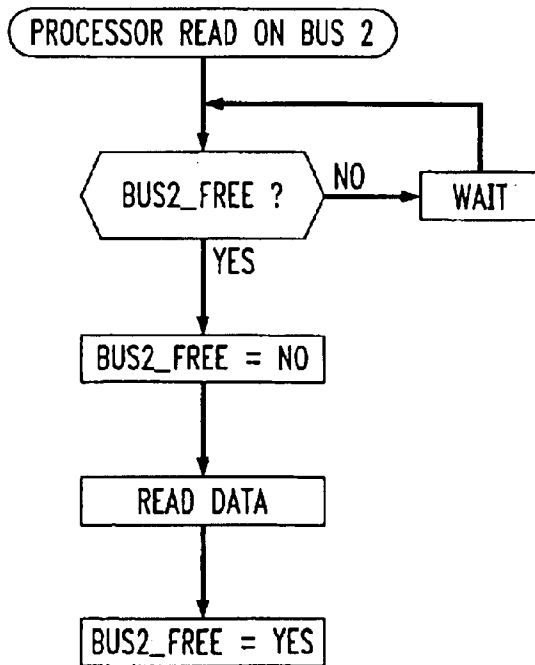 PROCESSOR READ ON BUS 2
BUS2_FREE ?
NO
WAIT
YES
BUS2_FREE = NO
READ DATA
BUS2_FREE = YES